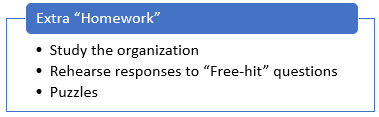 Extra “Homework”
• Study the organization
• Rehearse responses to “Free-hit” questions
• Puzzles